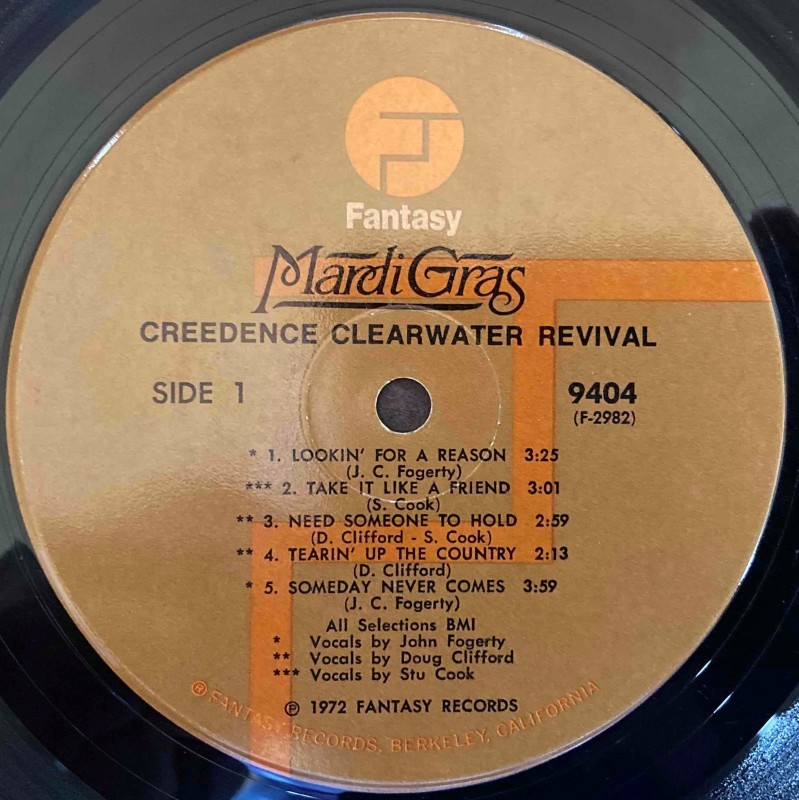 Fantasy
Mardi Gras
CREEDENCE CLEARWATER REVIVAL
SIDE 1
9404
(F-2982)
* 1. LOOKIN' FOR A REASON 3:25
(J. C. Fogerty)
*** 2. TAKE IT LIKE A FRIEND 3:01
(S. Cook)
** 3. NEED SOMEONE TO HOLD 2:59
(D. Clifford - S. Cook)
** 4. TEARIN' UP THE COUNTRY 2:13
(D. Clifford)
* 5. SOMEDAY NEVER COMES 3:59
(J. C. Fogerty)
All Selections BMI
* Vocals by John Fogerty
** Vocals by Doug Clifford
*** Vocals by Stu Cook
℗ 1972 FANTASY RECORDS
® FANTASY RECORDS, BERKELEY, CALIFORNIA